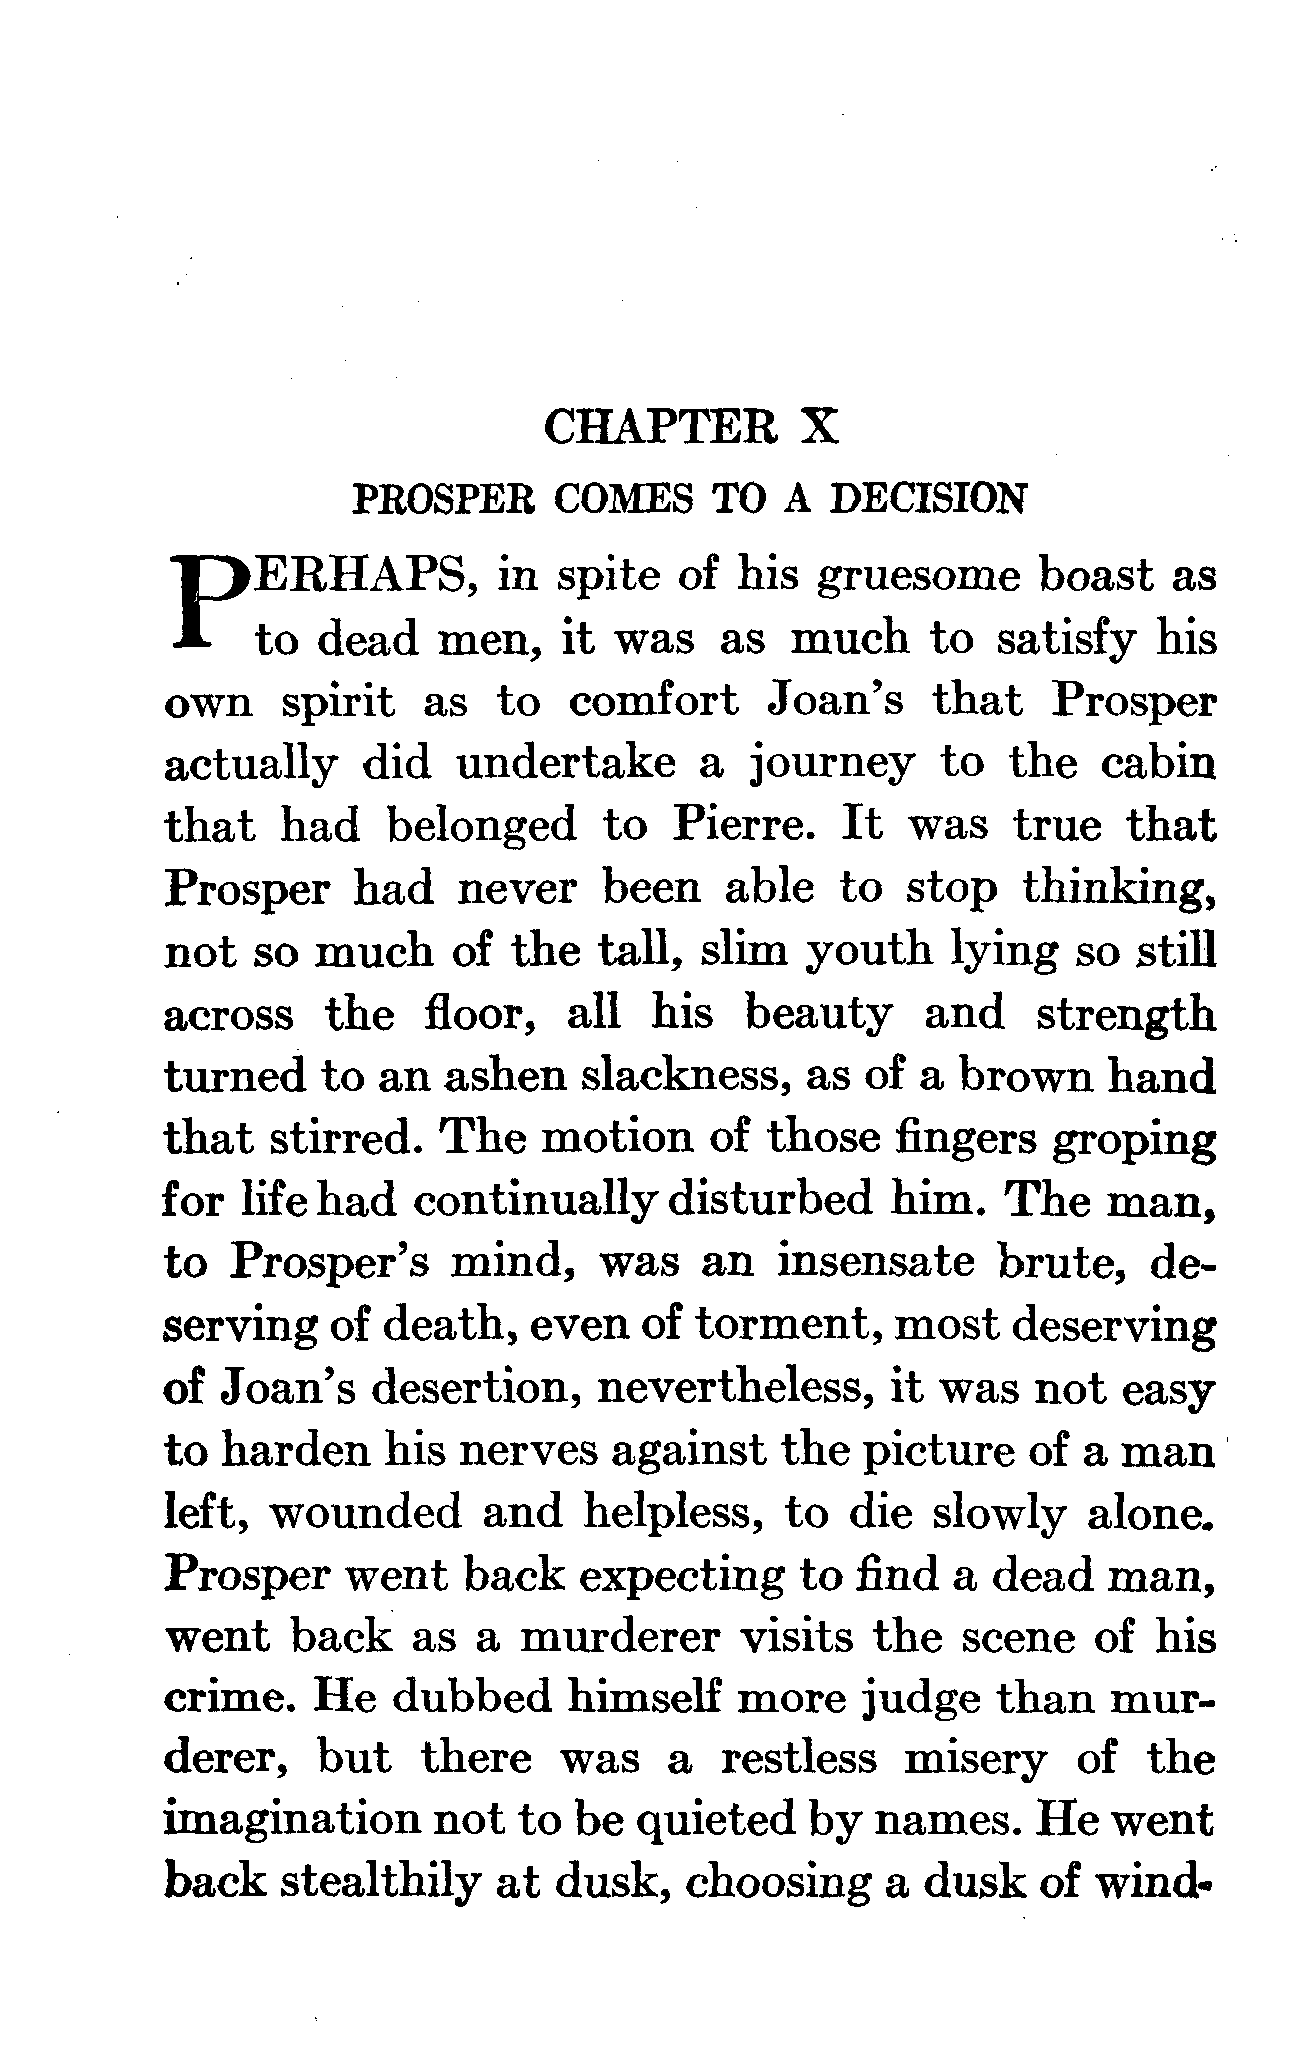 CHAPTER X
PROSPER COMES TO A DECISION
PERHAPS, in spite of his gruesome boast as
to dead men, it was as much to satisfy his
own spirit as to comfort Joan's that Prosper
actually did undertake a journey to the cabin
that had belonged to Pierre. It was true that
Prosper had never been able to stop thinking,
not so much of the tall, slim youth lying so still
across the floor, all his beauty and strength
turned to an ashen slackness, as of a brown hand
that stirred. The motion of those fingers groping
for life had continually disturbed him. The man,
to Prosper's mind, was an insensate brute, de-
serving of death, even of torment, most deserving
of Joan's desertion, nevertheless, it was not easy
to harden his nerves against the picture of a man
left, wounded and helpless, to die slowly alone.
Prosper went back expecting to find a dead man,
went back as a murderer visits the scene of his
crime. He dubbed himself more judge than mur-
derer, but there was a restless misery of the
imagination not to be quieted by names. He went
back stealthily at dusk, choosing a dusk of wind-